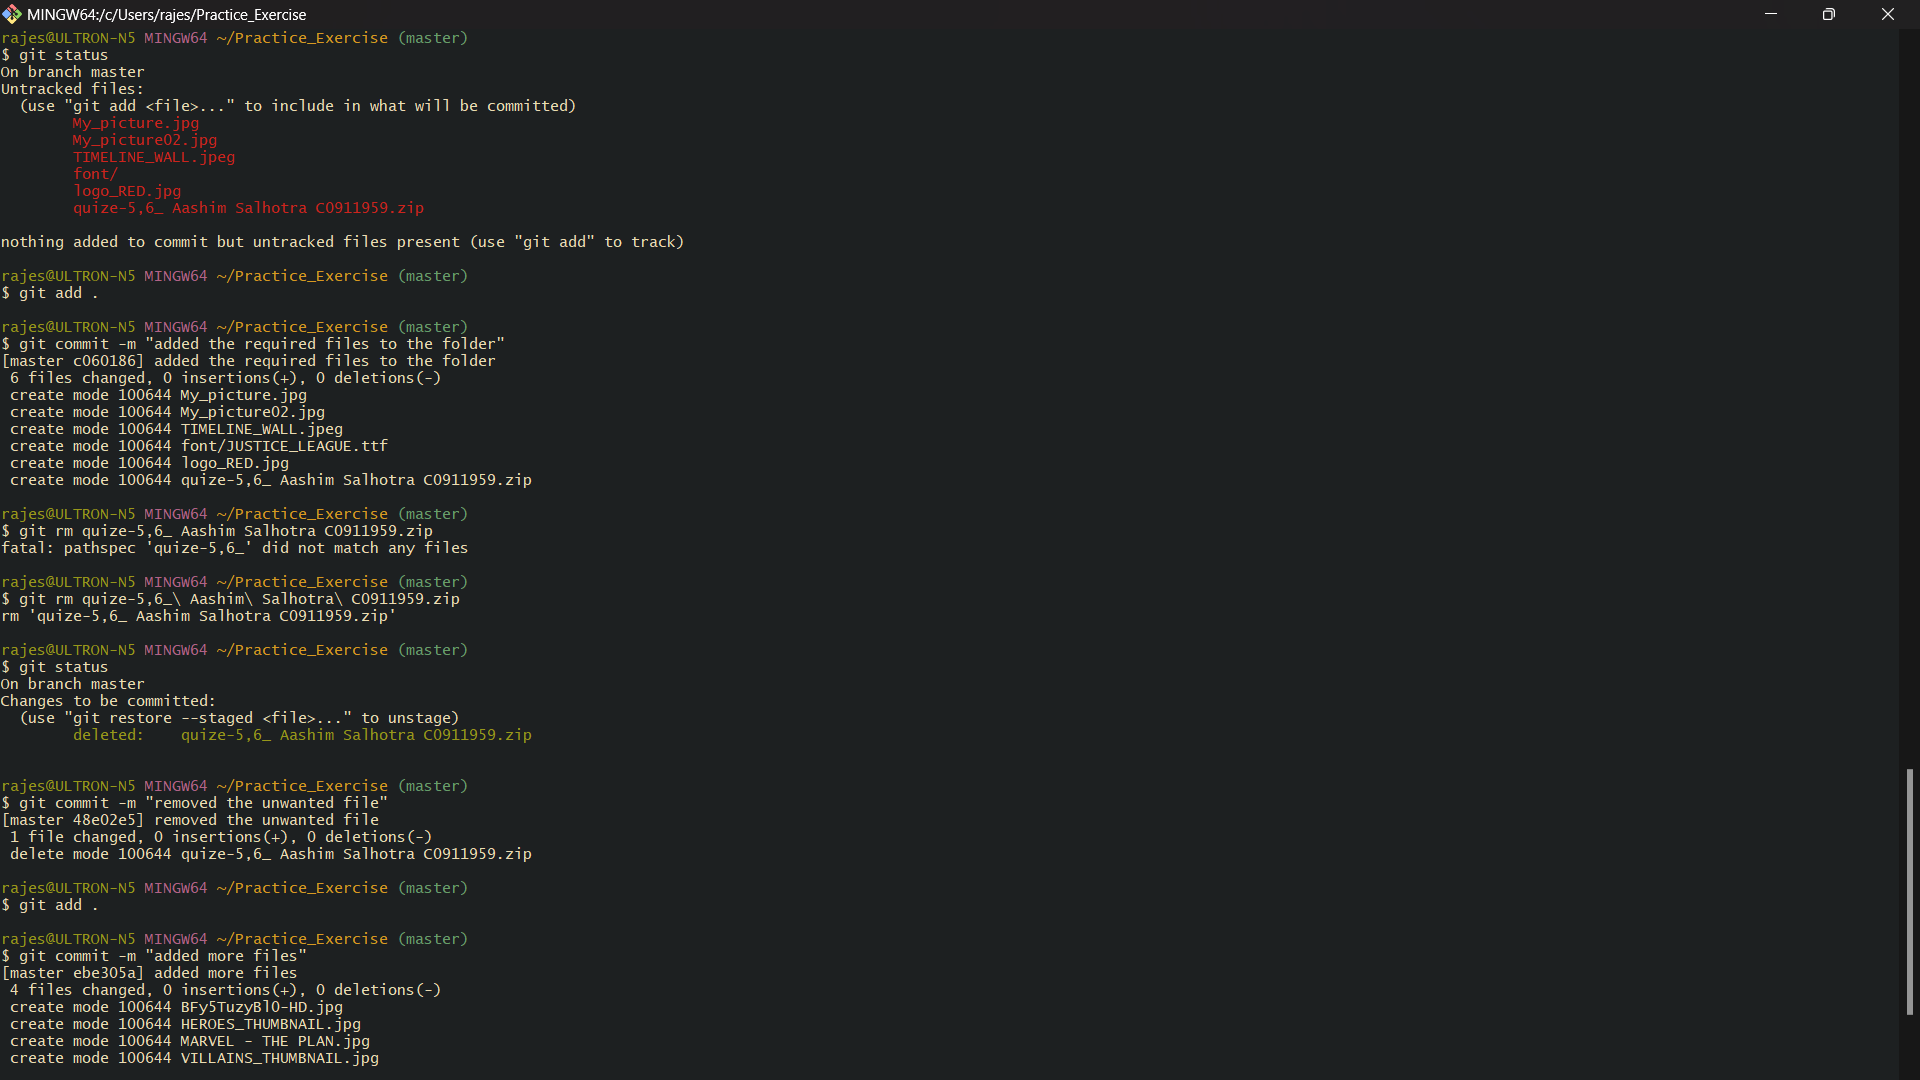 MINGW64:/c/Users/rajes/Practice_Exercise
rajes@ULTRON-N5 MINGW64 ~/Practice_Exercise (master)
$ git status
On branch master
Untracked files:
  (use "git add <file>..." to include in what will be committed)
        My_picture.jpg
        My_picture02.jpg
        TIMELINE_WALL.jpeg
        font/
        logo_RED.jpg
        quize-5,6_ Aashim Salhotra C0911959.zip

nothing added to commit but untracked files present (use "git add" to track)

rajes@ULTRON-N5 MINGW64 ~/Practice_Exercise (master)
$ git add .

rajes@ULTRON-N5 MINGW64 ~/Practice_Exercise (master)
$ git commit -m "added the required files to the folder"
[master c060186] added the required files to the folder
 6 files changed, 0 insertions(+), 0 deletions(-)
 create mode 100644 My_picture.jpg
 create mode 100644 My_picture02.jpg
 create mode 100644 TIMELINE_WALL.jpeg
 create mode 100644 font/JUSTICE_LEAGUE.ttf
 create mode 100644 logo_RED.jpg
 create mode 100644 quize-5,6_ Aashim Salhotra C0911959.zip

rajes@ULTRON-N5 MINGW64 ~/Practice_Exercise (master)
$ git rm quize-5,6_ Aashim Salhotra C0911959.zip
fatal: pathspec 'quize-5,6_' did not match any files

rajes@ULTRON-N5 MINGW64 ~/Practice_Exercise (master)
$ git rm quize-5,6_\ Aashim\ Salhotra\ C0911959.zip
rm 'quize-5,6_ Aashim Salhotra C0911959.zip'

rajes@ULTRON-N5 MINGW64 ~/Practice_Exercise (master)
$ git status
On branch master
Changes to be committed:
  (use "git restore --staged <file>..." to unstage)
        deleted:    quize-5,6_ Aashim Salhotra C0911959.zip

rajes@ULTRON-N5 MINGW64 ~/Practice_Exercise (master)
$ git commit -m "removed the unwanted file"
[master 48e02e5] removed the unwanted file
 1 file changed, 0 insertions(+), 0 deletions(-)
 delete mode 100644 quize-5,6_ Aashim Salhotra C0911959.zip

rajes@ULTRON-N5 MINGW64 ~/Practice_Exercise (master)
$ git add .

rajes@ULTRON-N5 MINGW64 ~/Practice_Exercise (master)
$ git commit -m "added more files"
[master ebe305a] added more files
 4 files changed, 0 insertions(+), 0 deletions(-)
 create mode 100644 BFy5TuzyBl0-HD.jpg
 create mode 100644 HEROES_THUMBNAIL.jpg
 create mode 100644 MARVEL - THE PLAN.jpg
 create mode 100644 VILLAINS_THUMBNAIL.jpg